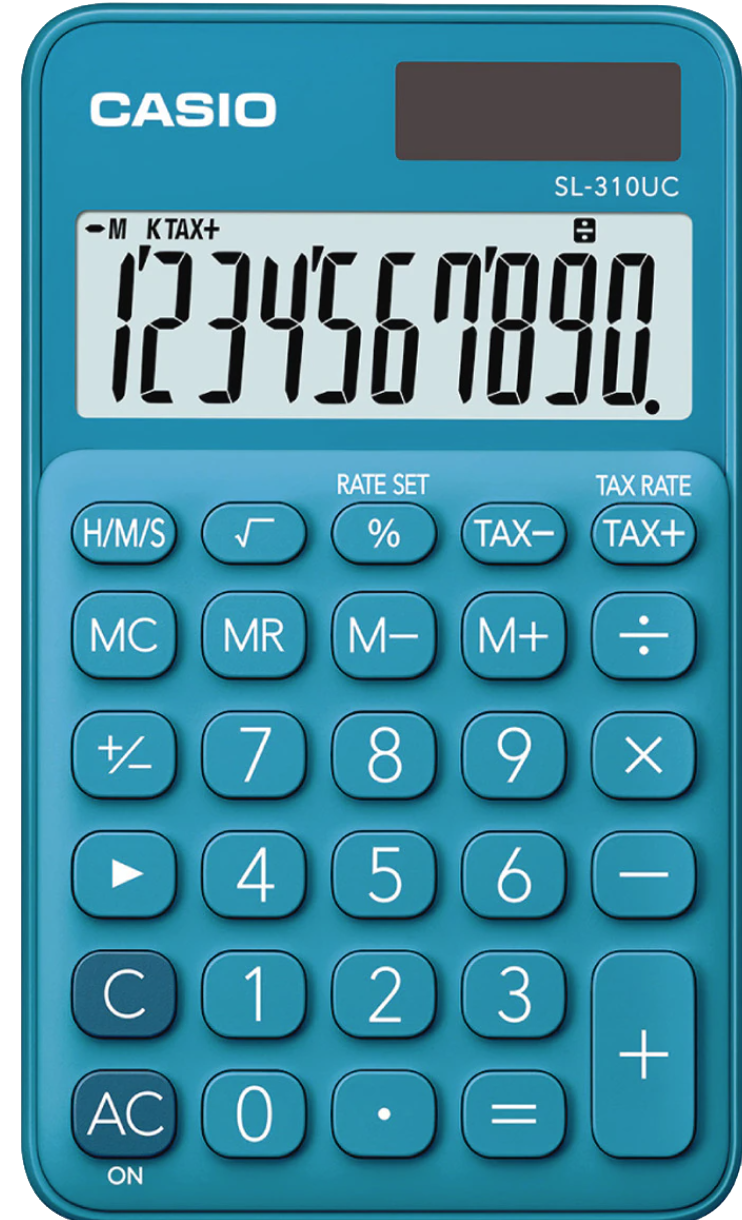 CASIO
SL-310UC
-M K TAX+ ÷
1'234'567'890.
RATE SET TAX RATE
H/M/S √ % TAX− TAX+
MC MR M− M+ ÷
+/− 7 8 9 ×
▶ 4 5 6 −
C 1 2 3
+
AC 0 · =
ON